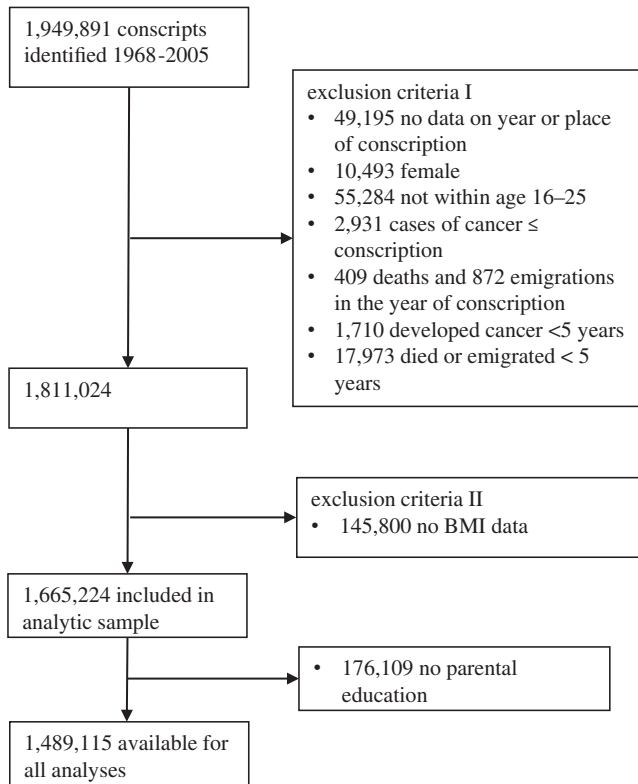 1,949,891 conscripts
identified 1968-2005
exclusion criteria I
• 49,195 no data on year or place
of conscription
• 10,493 female
• 55,284 not within age 16–25
• 2,931 cases of cancer ≤
conscription
• 409 deaths and 872 emigrations
in the year of conscription
• 1,710 developed cancer <5 years
• 17,973 died or emigrated < 5
years
1,811,024
exclusion criteria II
• 145,800 no BMI data
1,665,224 included in
analytic sample
• 176,109 no parental
education
1,489,115 available for
all analyses